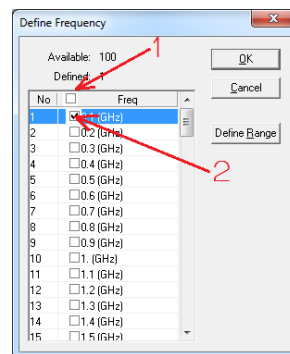 Define Frequency
Available: 100
Defined: 1
1
OK
Cancel
Define Range
No Freq
1 (GHz)
2 0.2 (GHz)
3 0.3 (GHz)
4 0.4 (GHz)
5 0.5 (GHz)
6 0.6 (GHz)
7 0.7 (GHz)
8 0.8 (GHz)
9 0.9 (GHz)
10 1. (GHz)
11 1.1 (GHz)
12 1.2 (GHz)
13 1.3 (GHz)
14 1.4 (GHz)
15 1.5 (GHz)
2